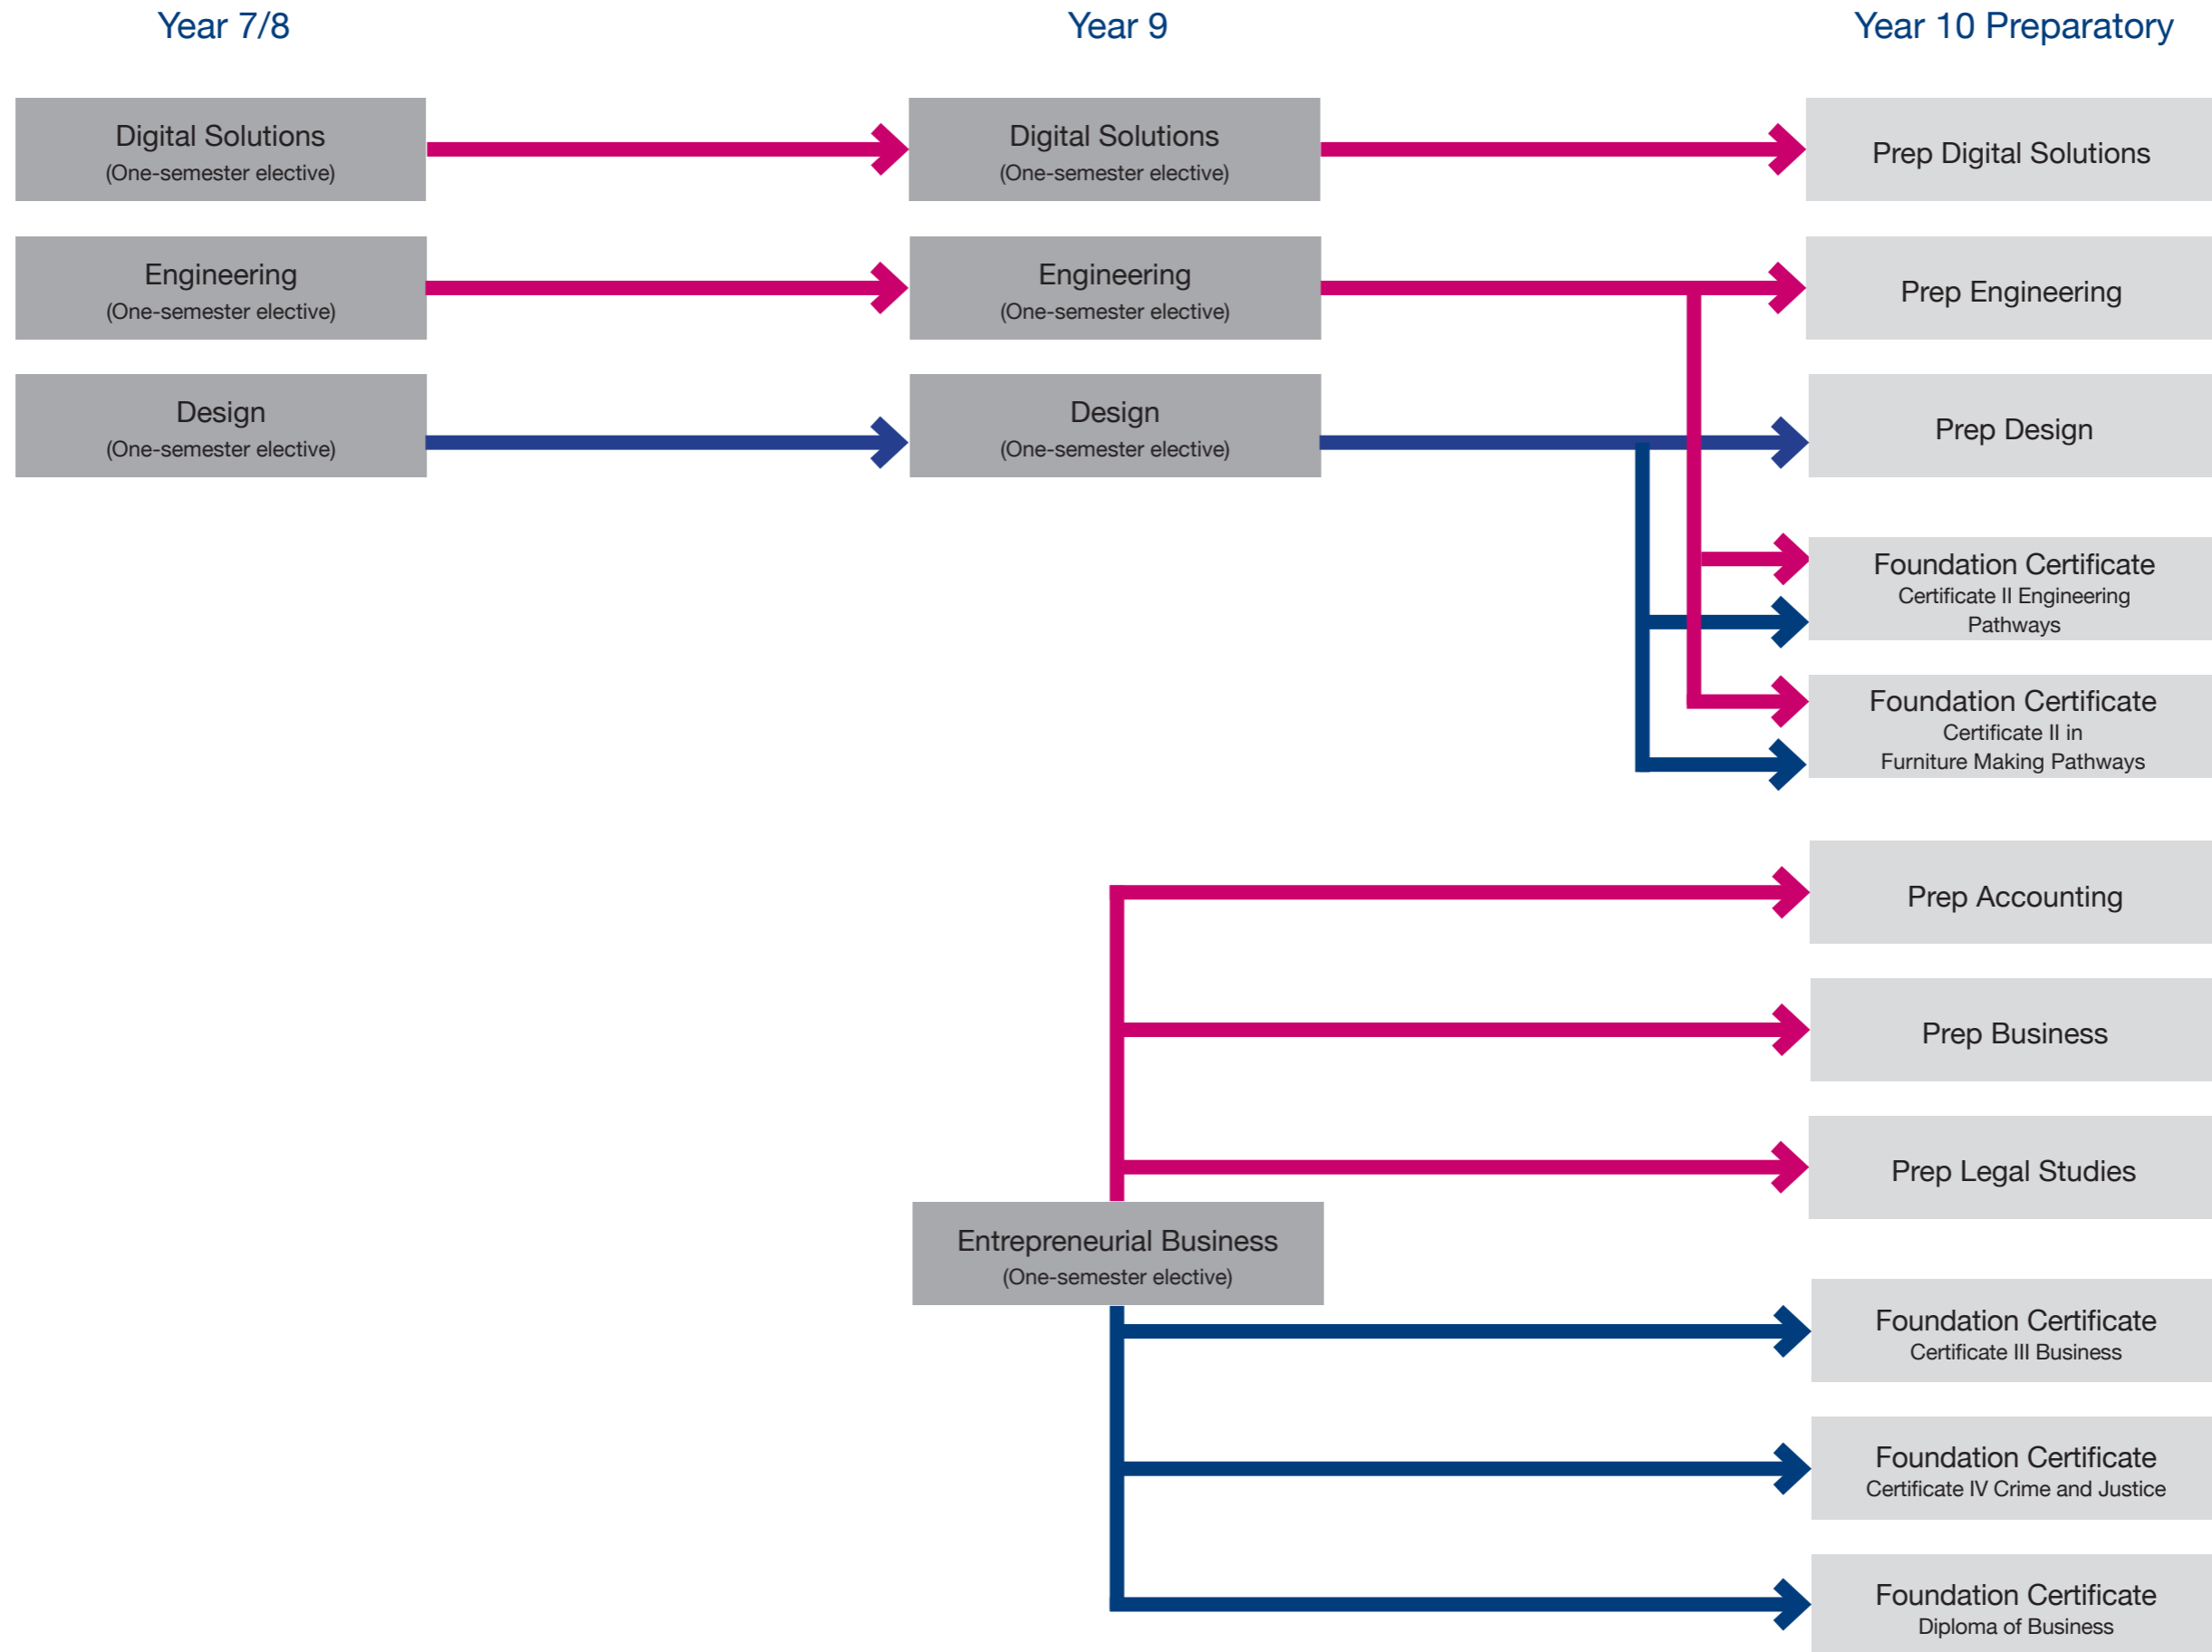 Year 7/8
Year 9
Year 10 Preparatory
Digital Solutions
(One-semester elective)
Digital Solutions
(One-semester elective)
Prep Digital Solutions
Engineering
(One-semester elective)
Engineering
(One-semester elective)
Prep Engineering
Design
(One-semester elective)
Design
(One-semester elective)
Prep Design
Foundation Certificate
Certificate II Engineering
Pathways
Foundation Certificate
Certificate II in
Furniture Making Pathways
Prep Accounting
Prep Business
Prep Legal Studies
Entrepreneurial Business
(One-semester elective)
Foundation Certificate
Certificate III Business
Foundation Certificate
Certificate IV Crime and Justice
Foundation Certificate
Diploma of Business